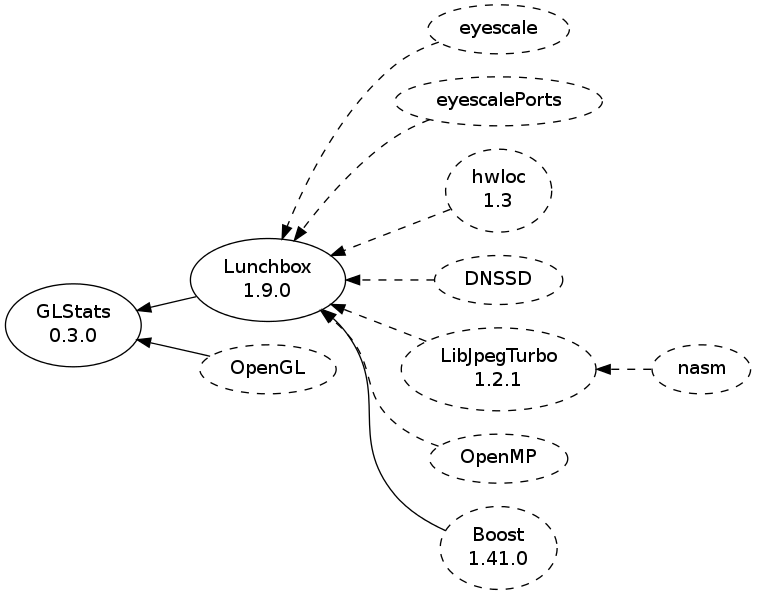 eyescale
eyescalePorts
hwloc
1.3
Lunchbox
1.9.0
DNSSD
GLStats
0.3.0
OpenGL
LibJpegTurbo
1.2.1
nasm
OpenMP
Boost
1.41.0